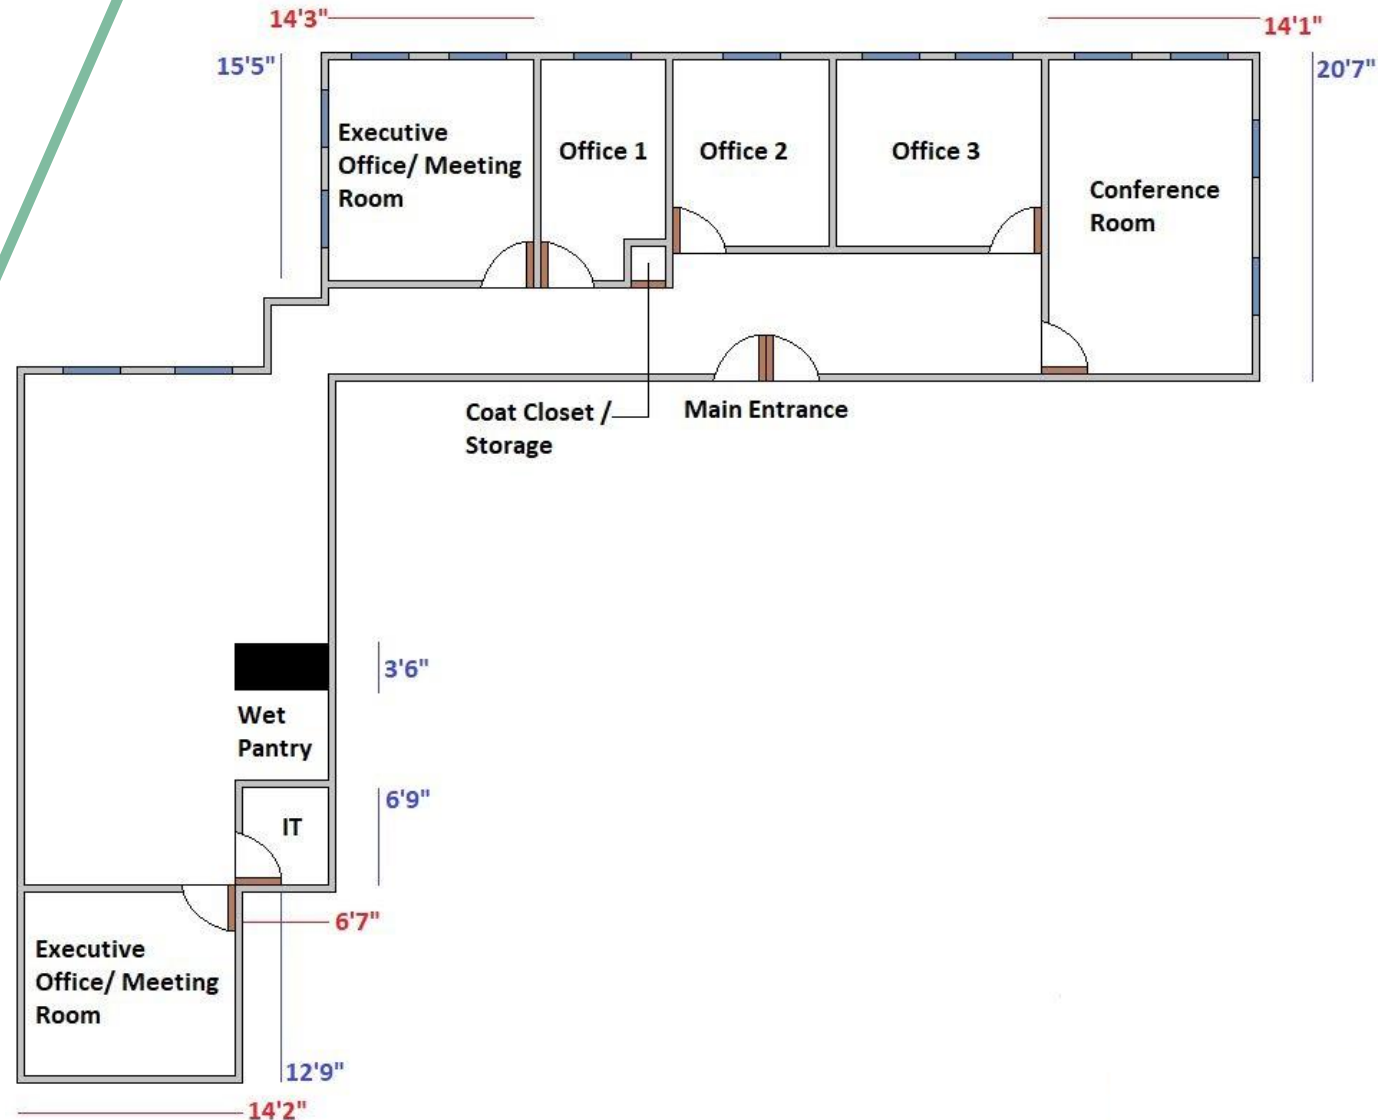 14'3"
14'1"
15'5"
20'7"
Executive
Office/ Meeting
Room
Office 1
Office 2
Office 3
Conference
Room
Coat Closet /
Storage
Main Entrance
3'6"
Wet
Pantry
6'9"
IT
6'7"
Executive
Office/ Meeting
Room
12'9"
14'2"